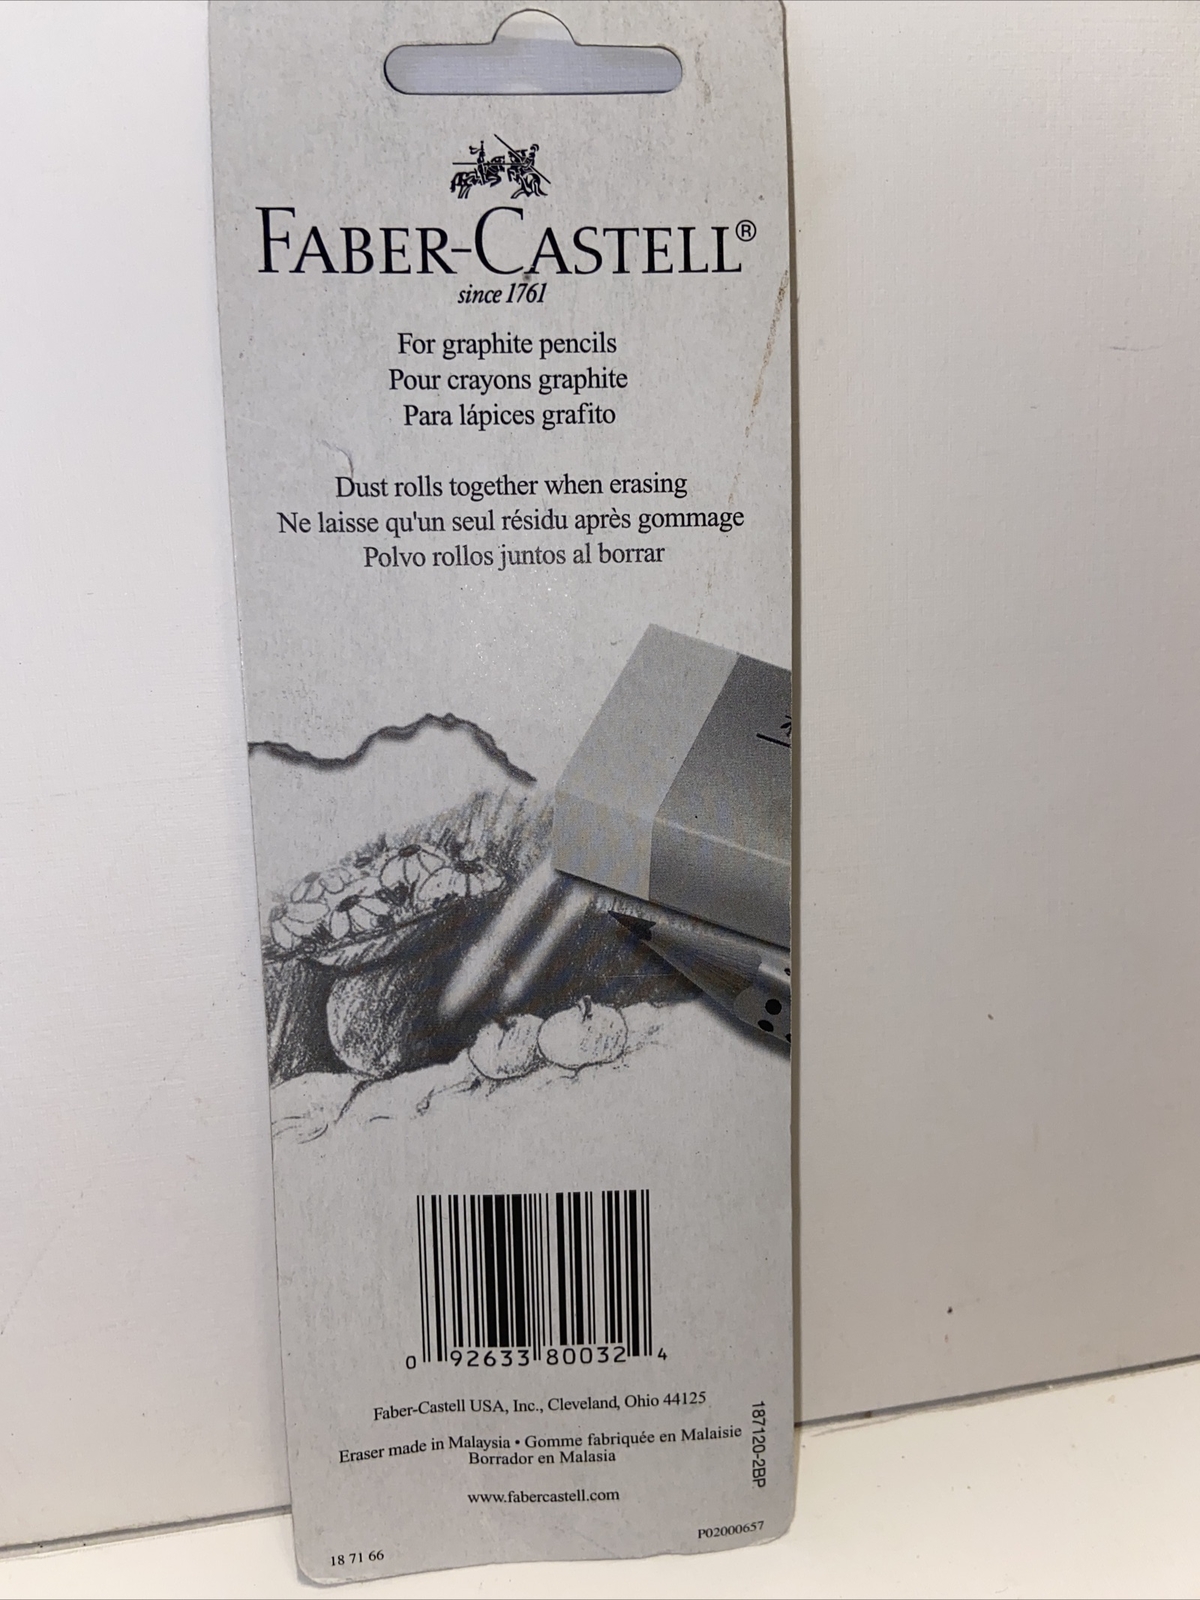 FABER-CASTELL®
since 1761
For graphite pencils
Pour crayons graphite
Para lápices grafito
Dust rolls together when erasing
Ne laisse qu'un seul résidu après gommage
Polvo rollos juntos al borrar
0 92633 80032 4
Faber-Castell USA, Inc., Cleveland, Ohio 44125
Eraser made in Malaysia • Gomme fabriquée en Malaisie
Borrador en Malasia
187120-2BP
www.fabercastell.com
P02000657
18 71 66